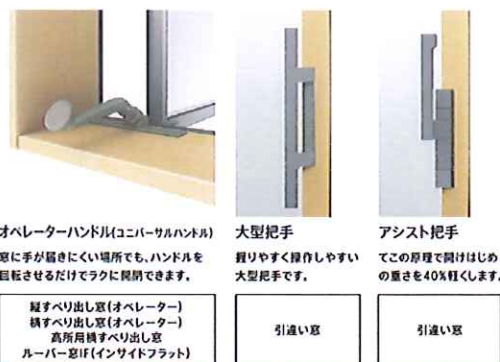 オペレーターハンドル(ユニバーサルハンドル)
窓に手が届きにくい場所でも、ハンドルを
回転させるだけでラクに開閉できます。
縦すべり出し窓(オペレーター)
横すべり出し窓(オペレーター)
高所用横すべり出し窓
ルーバー窓IF(インサイドフラット)
大型把手
握りやすく操作しやすい
大型把手です。
引違い窓
アシスト把手
てこの原理で開けはじめ
の重さを40%軽くします。
引違い窓